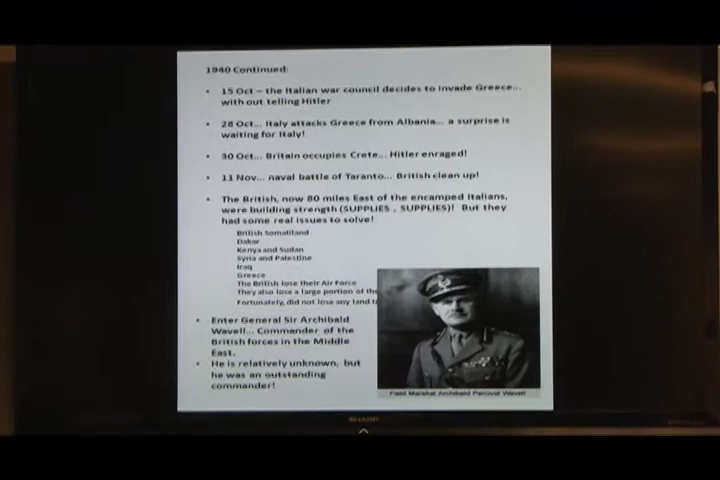 1940 Continued:
• 15 Oct – the Italian war council decides to invade Greece...
with out telling Hitler
• 28 Oct... Italy attacks Greece from Albania... a surprise is
waiting for Italy!
• 30 Oct... Britain occupies Crete... Hitler enraged!
• 11 Nov... naval battle of Taranto... British clean up!
• The British, now 80 miles East of the encamped Italians,
were building strength (SUPPLIES , SUPPLIES)! But they
had some real issues to solve!
British Somaliland
Dakar
Kenya and Sudan
Syria and Palestine
Iraq
Greece
The British lose their Air Force
They also lose a large portion of
Fortunately, did not lose any land
• Enter General Sir Archibald
Wavell... Commander of the
British forces in the Middle
East.
• He is relatively unknown, but
he was an outstanding
commander!
Field Marshal Archibald Percival Wavell
SHARP